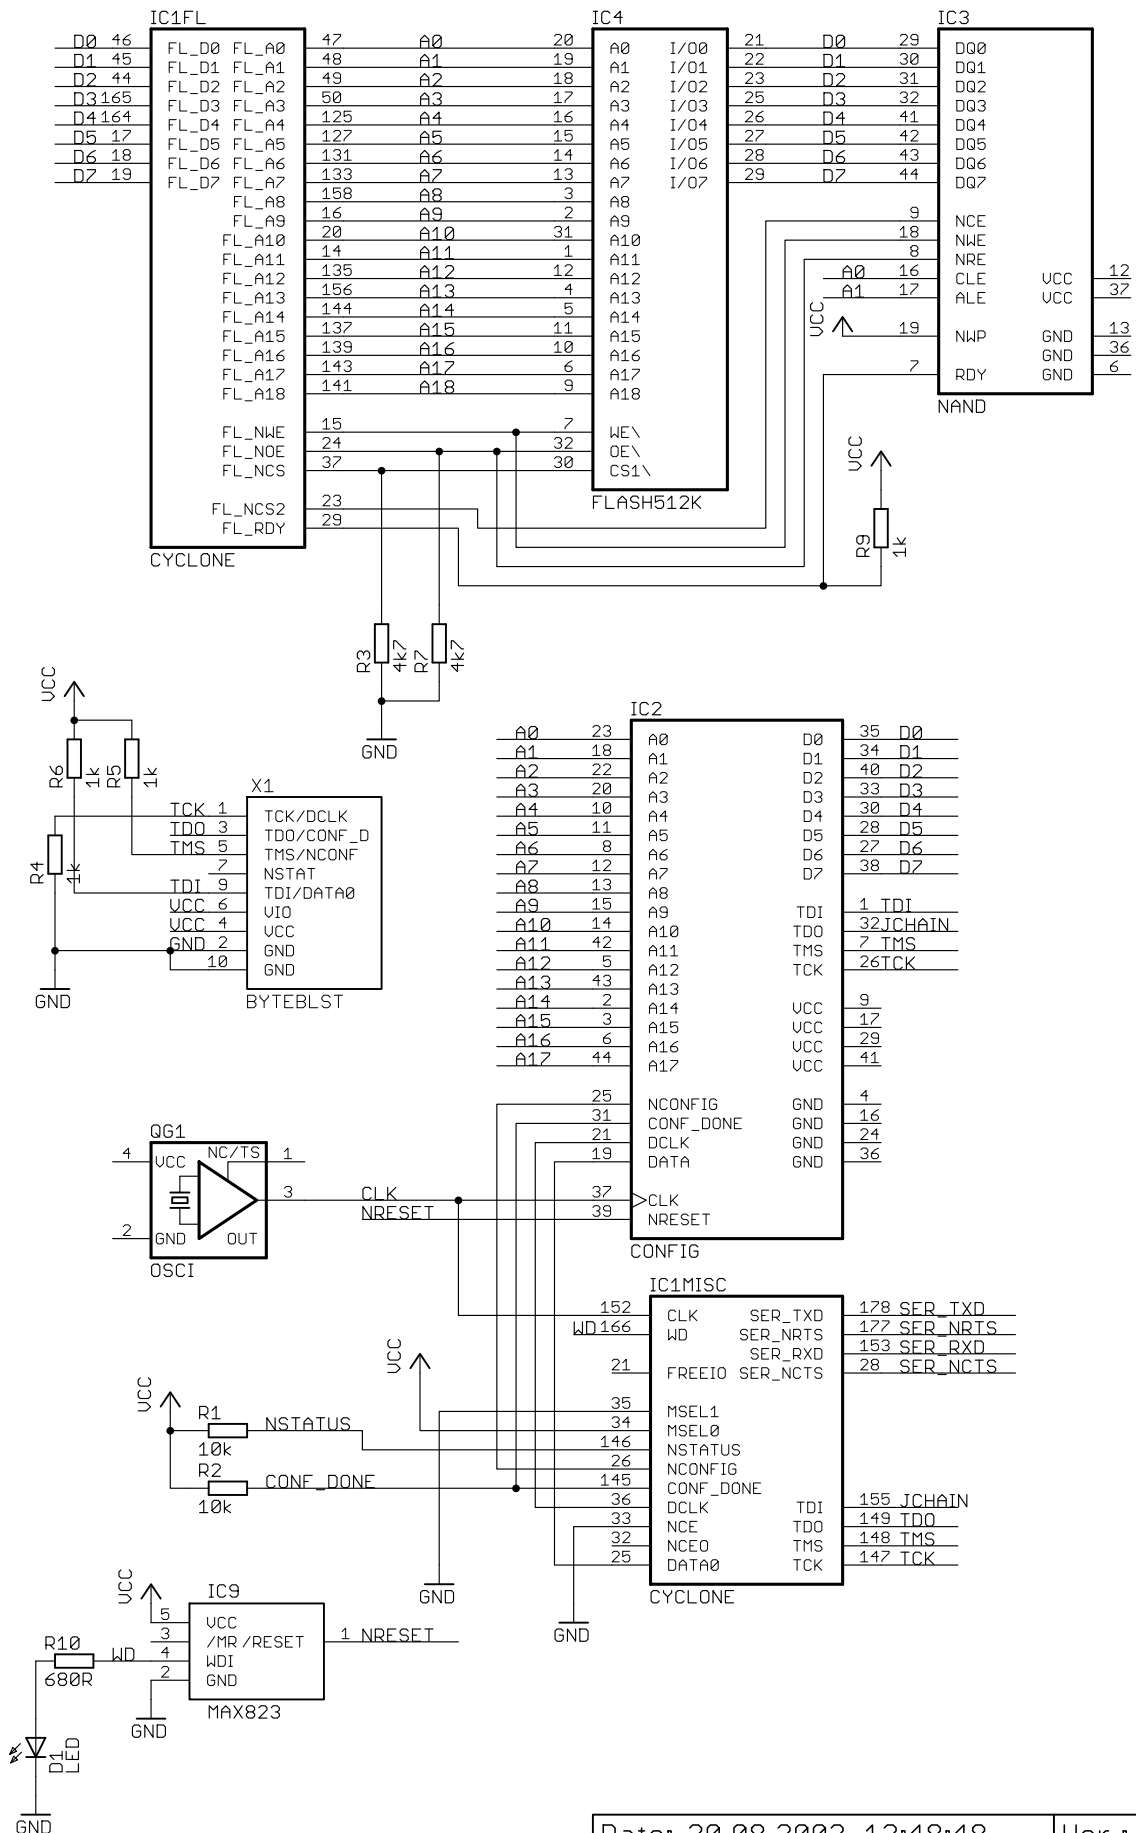 IC1FL IC4 IC3
D0 46 FL_D0 FL_A0 47 A0 20 A0 I/O0 21 D0 29 DQ0
D1 45 FL_D1 FL_A1 48 A1 19 A1 I/O1 22 D1 30 DQ1
D2 44 FL_D2 FL_A2 49 A2 18 A2 I/O2 23 D2 31 DQ2
D3 165 FL_D3 FL_A3 50 A3 17 A3 I/O3 25 D3 32 DQ3
D4 164 FL_D4 FL_A4 125 A4 16 A4 I/O4 26 D4 41 DQ4
D5 17 FL_D5 FL_A5 127 A5 15 A5 I/O5 27 D5 42 DQ5
D6 18 FL_D6 FL_A6 131 A6 14 A6 I/O6 28 D6 43 DQ6
D7 19 FL_D7 FL_A7 133 A7 13 A7 I/O7 29 D7 44 DQ7
FL_A8 158 A8 3 A8
FL_A9 16 A9 2 A9 9 NCE
FL_A10 20 A10 31 A10 18 NWE
FL_A11 14 A11 1 A11 8 NRE
FL_A12 135 A12 12 A12 A0 16 CLE VCC 12
FL_A13 156 A13 4 A13 A1 17 ALE VCC 37
FL_A14 144 A14 5 A14 VCC
FL_A15 137 A15 11 A15 19 NWP GND 13
FL_A16 139 A16 10 A16 GND 36
FL_A17 143 A17 6 A17 7 RDY GND 6
FL_A18 141 A18 9 A18
NAND
FL_NWE 15 7 WE\
FL_NOE 24 32 OE\
FL_NCS 37 30 CS1\
VCC
FLASH512K
FL_NCS2 23
FL_RDY 29
R9 1k
CYCLONE
R3 4k7 R7 4k7
GND
VCC
R6 1k R5 1k
X1
TCK 1 TCK/DCLK
TDO 3 TDO/CONF_D
TMS 5 TMS/NCONF
7 NSTAT
TDI 9 TDI/DATA0
VCC 6 VIO
VCC 4 VCC
GND 2 GND
10 GND
R4 1k
GND
BYTEBLST
IC2
A0 23 A0 D0 35 D0
A1 18 A1 D1 34 D1
A2 22 A2 D2 40 D2
A3 20 A3 D3 33 D3
A4 10 A4 D4 30 D4
A5 11 A5 D5 28 D5
A6 8 A6 D6 27 D6
A7 12 A7 D7 38 D7
A8 13 A8
A9 15 A9 TDI 1 TDI
A10 14 A10 TDO 32 JCHAIN
A11 42 A11 TMS 7 TMS
A12 5 A12 TCK 26 TCK
A13 43 A13
A14 2 A14 VCC 9
A15 3 A15 VCC 17
A16 6 A16 VCC 29
A17 44 A17 VCC 41
25 NCONFIG GND 4
31 CONF_DONE GND 16
21 DCLK GND 24
19 DATA GND 36
CLK 37 CLK
NRESET 39 NRESET
CONFIG
QG1
4 VCC NC/TS 1
3
2 GND OUT
OSCI
IC1MISC
152 CLK SER_TXD 178 SER_TXD
WD 166 WD SER_NRTS 177 SER_NRTS
SER_RXD 153 SER_RXD
21 FREEIO SER_NCTS 28 SER_NCTS
VCC
35 MSEL1
34 MSEL0
146 NSTATUS
26 NCONFIG
145 CONF_DONE
36 DCLK TDI 155 JCHAIN
33 NCE TDO 149 TDO
32 NCEO TMS 148 TMS
25 DATA0 TCK 147 TCK
CYCLONE
VCC
R1 NSTATUS
10k
R2 CONF_DONE
10k
GND
GND
VCC
IC9
5 VCC
3 /MR /RESET 1 NRESET
4 WDI
2 GND
MAX823
R10 WD
680R
GND
D1
LED
GND
Date: 20.08.2003 13:48:48 Ver.: